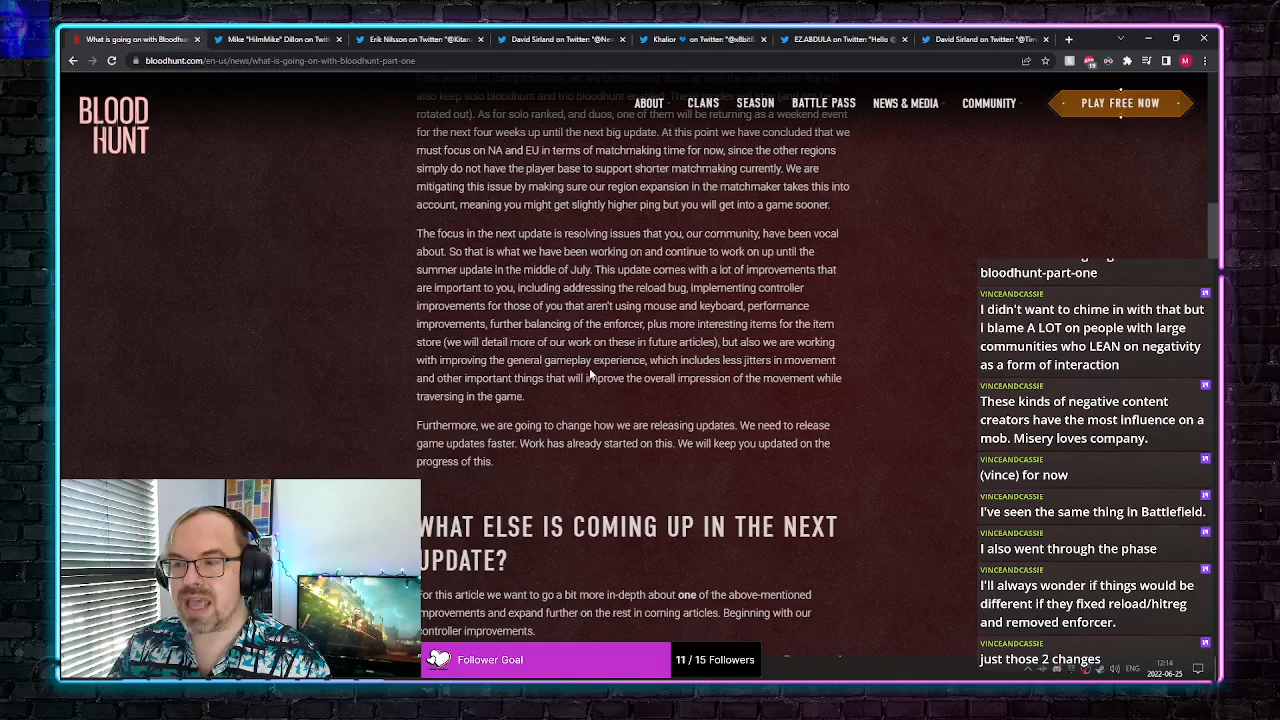 What is going on with Bloodhun
Mike "HilmMike" Dillon on Twitt
Erik Nilsson on Twitter: "@Kitana
David Sirland on Twitter: "@Nev
Khalior 💙 on Twitter: "@x8bitB
EZ.ABDULA on Twitter: "Hello @
David Sirland on Twitter: "@Tim
bloodhunt.com/en-us/news/what-is-going-on-with-bloodhunt-part-one
BLOOD
HUNT
ABOUT
CLANS
SEASON
BATTLE PASS
NEWS & MEDIA
COMMUNITY
PLAY FREE NOW
also keep solo bloodhunt and trio bloodhunt enabled. These modes will stay (and not be
rotated out). As for solo ranked, and duos, one of them will be returning as a weekend event
for the next four weeks up until the next big update. At this point we have concluded that we
must focus on NA and EU in terms of matchmaking time for now, since the other regions
simply do not have the player base to support shorter matchmaking currently. We are
mitigating this issue by making sure our region expansion in the matchmaker takes this into
account, meaning you might get slightly higher ping but you will get into a game sooner.
The focus in the next update is resolving issues that you, our community, have been vocal
about. So that is what we have been working on and continue to work on up until the
summer update in the middle of July. This update comes with a lot of improvements that
are important to you, including addressing the reload bug, implementing controller
improvements for those of you that aren't using mouse and keyboard, performance
improvements, further balancing of the enforcer, plus more interesting items for the item
store (we will detail more of our work on these in future articles), but also we are working
with improving the general gameplay experience, which includes less jitters in movement
and other important things that will improve the overall impression of the movement while
traversing in the game.
Furthermore, we are going to change how we are releasing updates. We need to release
game updates faster. Work has already started on this. We will keep you updated on the
progress of this.
WHAT ELSE IS COMING UP IN THE NEXT
UPDATE?
For this article we want to go a bit more in-depth about one of the above-mentioned
improvements and expand further on the rest in coming articles. Beginning with our
controller improvements.
bloodhunt-part-one
VINCEANDCASSIE
I didn't want to chime in with that but
I blame A LOT on people with large
communities who LEAN on negativity
as a form of interaction
VINCEANDCASSIE
These kinds of negative content
creators have the most influence on a
mob. Misery loves company.
VINCEANDCASSIE
(vince) for now
VINCEANDCASSIE
I've seen the same thing in Battlefield.
VINCEANDCASSIE
I also went through the phase
VINCEANDCASSIE
I'll always wonder if things would be
different if they fixed reload/hitreg
and removed enforcer.
VINCEANDCASSIE
just those 2 changes
Follower Goal
11 / 15 Followers
ENG
12:14
2022-06-25